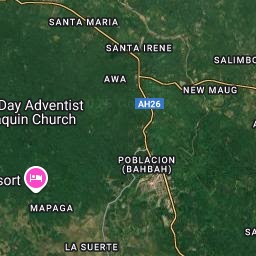 SANTA MARIA
SANTA IRENE
SALIMBO
AWA
NEW MAUG
Day Adventist
aquin Church
AH26
POBLACION
(BAHBAH)
sort
MAPAGA
LA SUERTE
SA